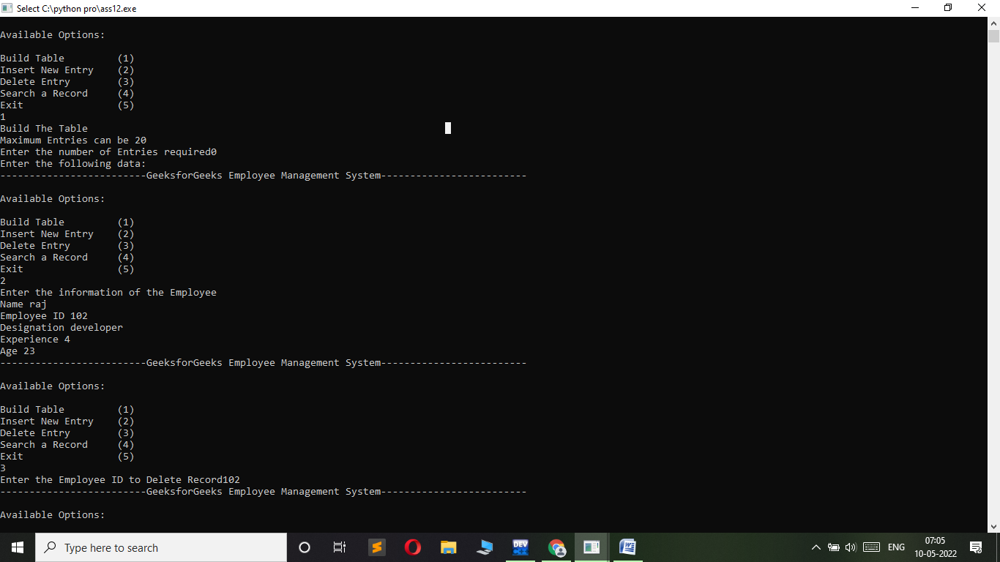 Select C:\python pro\ass12.exe
Available Options:
Build Table         (1)
Insert New Entry    (2)
Delete Entry        (3)
Search a Record     (4)
Exit                (5)
1
Build The Table
Maximum Entries can be 20
Enter the number of Entries required0
Enter the following data:
-------------------------GeeksforGeeks Employee Management System-------------------------
Available Options:
Build Table         (1)
Insert New Entry    (2)
Delete Entry        (3)
Search a Record     (4)
Exit                (5)
2
Enter the information of the Employee
Name raj
Employee ID 102
Designation developer
Experience 4
Age 23
-------------------------GeeksforGeeks Employee Management System-------------------------
Available Options:
Build Table         (1)
Insert New Entry    (2)
Delete Entry        (3)
Search a Record     (4)
Exit                (5)
3
Enter the Employee ID to Delete Record102
-------------------------GeeksforGeeks Employee Management System-------------------------
Available Options:
Type here to search
DEV
ENG
07:05
10-05-2022